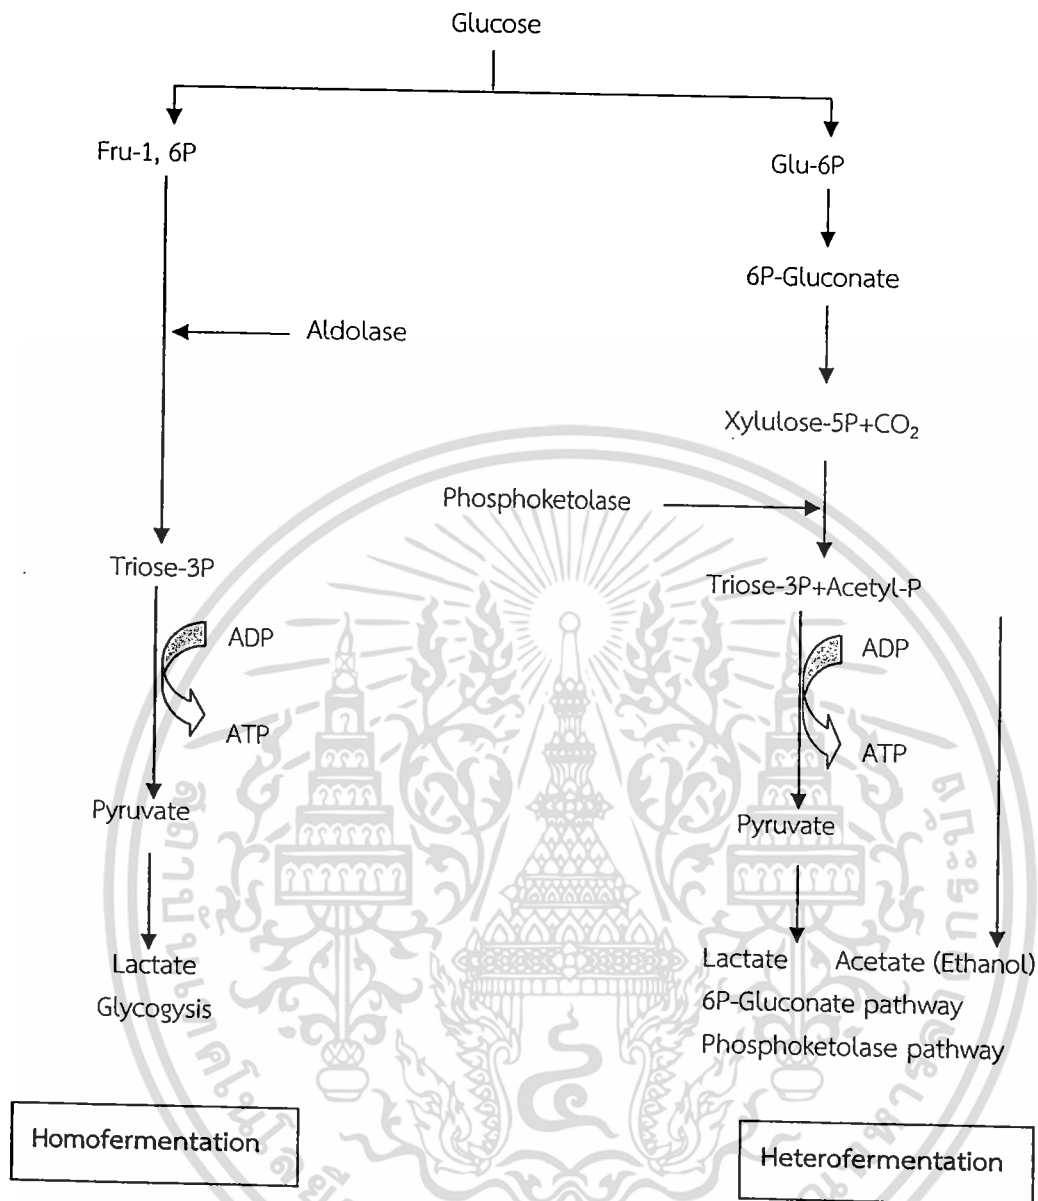 Glucose
Fru-1, 6P
Glu-6P
6P-Gluconate
Aldolase
Xylulose-5P+CO₂
Phosphoketolase
Triose-3P
Triose-3P+Acetyl-P
ADP
ADP
ATP
ATP
Pyruvate
Pyruvate
Lactate
Lactate Acetate (Ethanol)
Glycogysis
6P-Gluconate pathway
Phosphoketolase pathway
Homofermentation
Heterofermentation